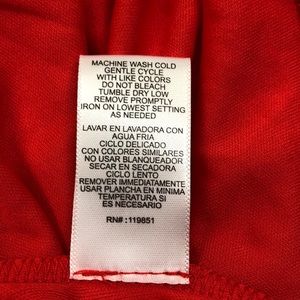 MACHINE WASH COLD
GENTLE CYCLE
WITH LIKE COLORS
DO NOT BLEACH
TUMBLE DRY LOW
REMOVE PROMPTLY
IRON ON LOWEST SETTING
AS NEEDED
LAVAR EN LAVADORA CON
AGUA FRIA
CICLO DELICADO
CON COLORES SIMILARES
NO USAR BLANQUEADOR
SECAR EN SECADORA
CICLO LENTO
REMOVER IMMEDIATAMENTE
USAR PLANCHA EN MINIMA
TEMPERATURA SI
ES NECESARIO
RN#: 119851